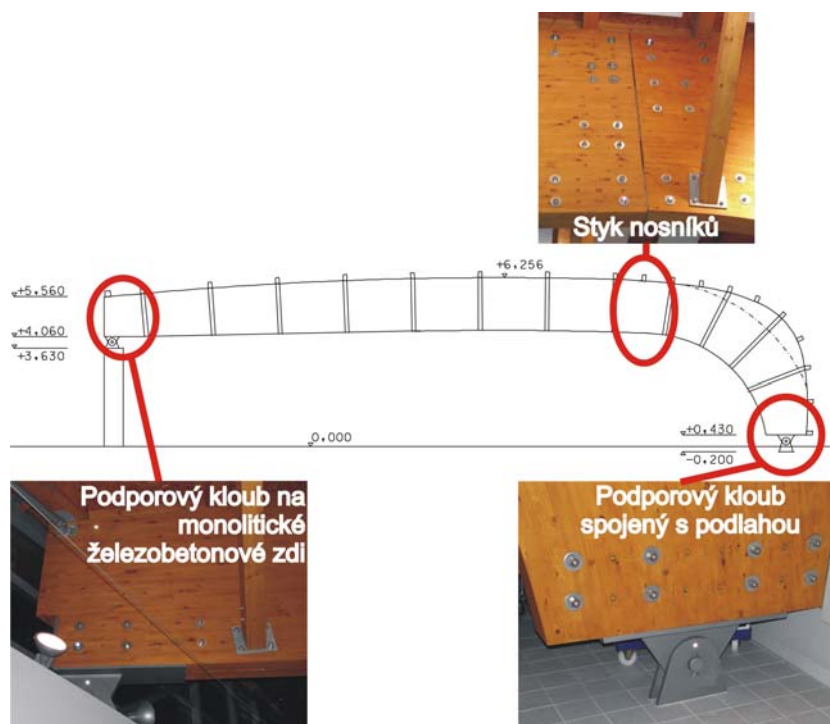 Styk nosníků
+6.256
+5.560
+4.060
+3.630
0.000
+0.430
-0.200
Podporový kloub na
monolitické
železobetonové zdi
Podporový kloub
spojený s podlahou